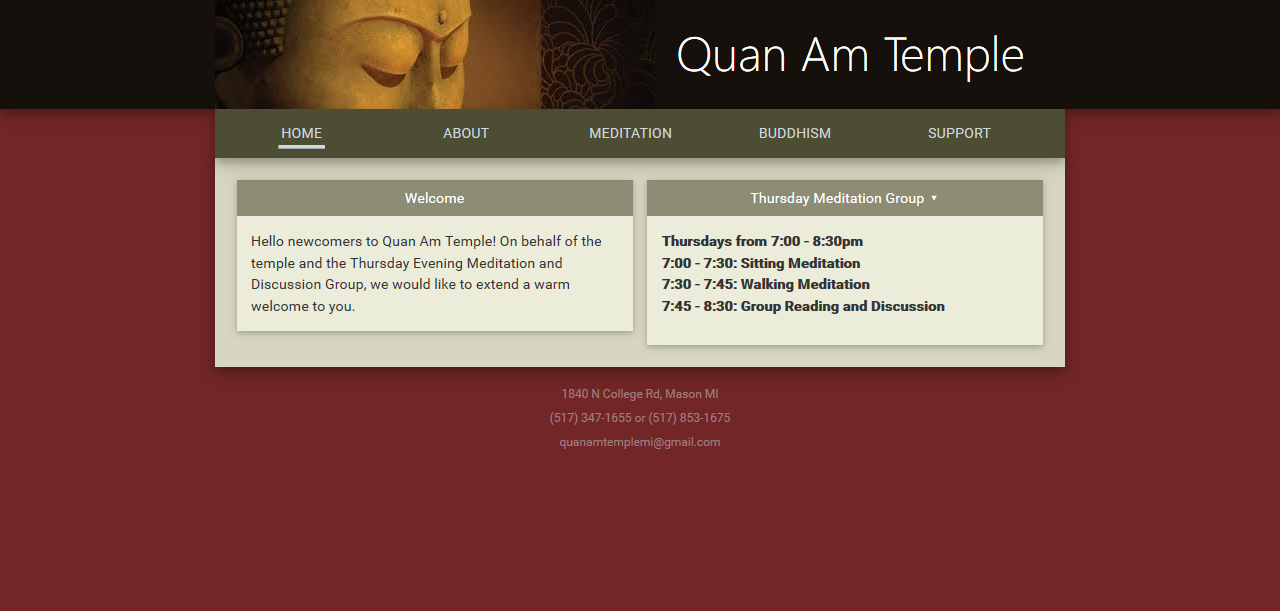 Quan Am Temple
HOME ABOUT MEDITATION BUDDHISM SUPPORT
Welcome
Hello newcomers to Quan Am Temple! On behalf of the
temple and the Thursday Evening Meditation and
Discussion Group, we would like to extend a warm
welcome to you.
Thursday Meditation Group ▼
Thursdays from 7:00 - 8:30pm
7:00 - 7:30: Sitting Meditation
7:30 - 7:45: Walking Meditation
7:45 - 8:30: Group Reading and Discussion
1840 N College Rd, Mason MI
(517) 347-1655 or (517) 853-1675
quanamtemplemi@gmail.com